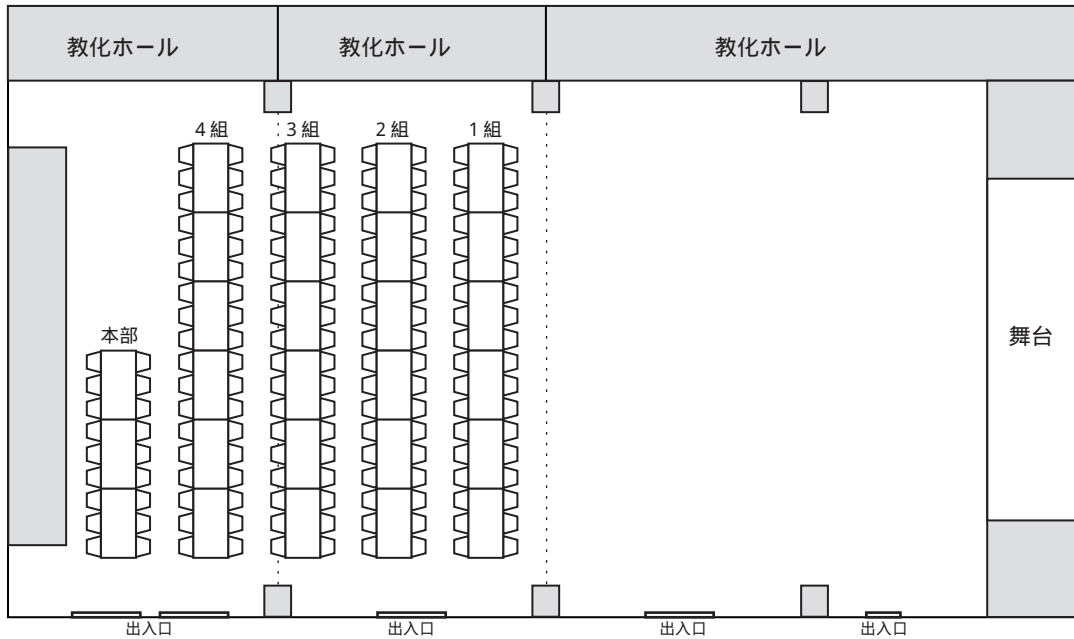 教化ホール
教化ホール
教化ホール
4 組
3 組
2 組
1 組
本部
舞台
出入口
出入口
出入口
出入口